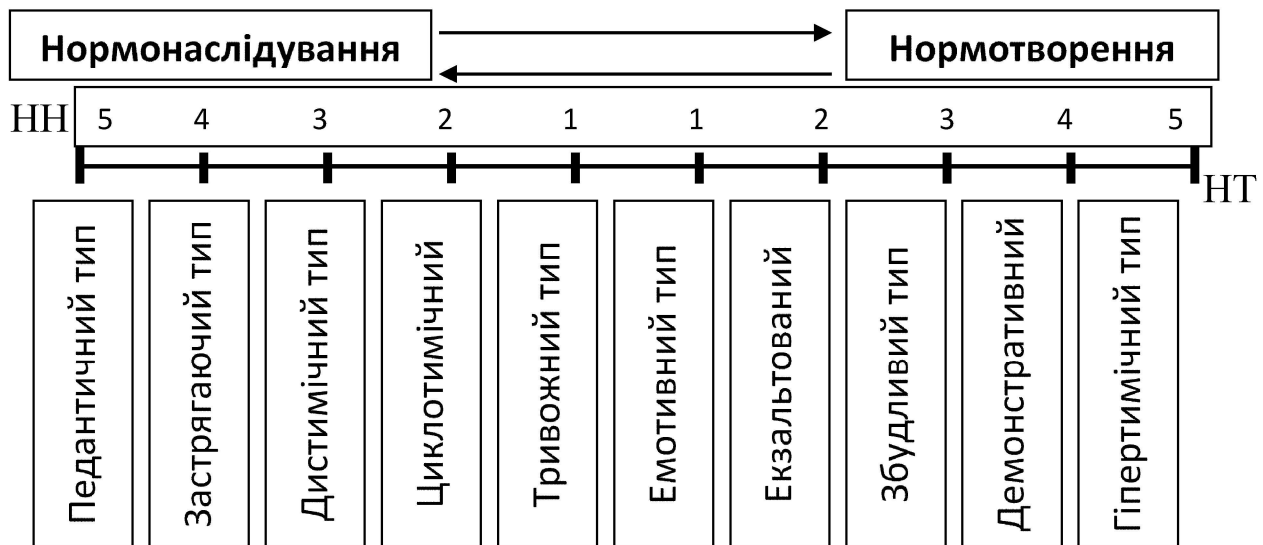 Нормонаслідування Нормотворення
НН 5 4 3 2 1 1 2 3 4 5
НТ
Педантичний тип
Застрягаючий тип
Дистимічний тип
Циклотимічний
Тривожний тип
Емотивний тип
Екзальтований
Збудливий тип
Демонстративний
Гіпертимічний тип